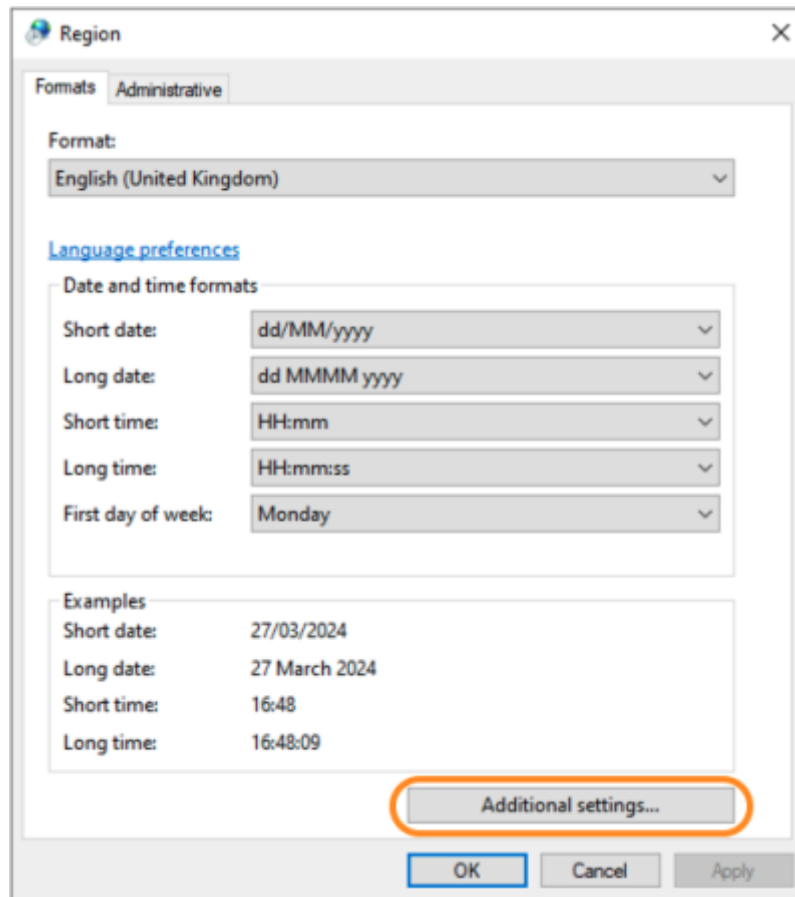 Region
Formats Administrative
Format:
English (United Kingdom)
Language preferences
Date and time formats
Short date: dd/MM/yyyy
Long date: dd MMMM yyyy
Short time: HH:mm
Long time: HH:mm:ss
First day of week: Monday
Examples
Short date: 27/03/2024
Long date: 27 March 2024
Short time: 16:48
Long time: 16:48:09
Additional settings...
OK Cancel Apply